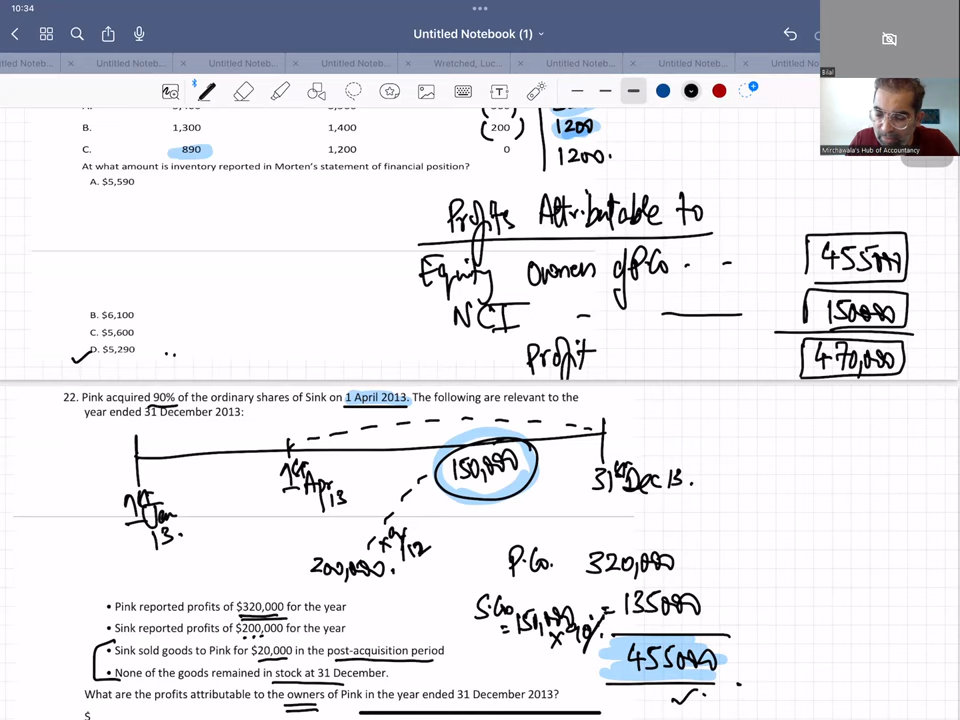 10:34
Untitled Notebook (1)
Untitled Noteb... Untitled Noteb... Untitled Noteb... Untitled Noteb... Wretched, Luc... Untitled Noteb... Untitled Noteb... Untitled
B. 1,300 1,400 (200) 1200
C. 890 1,200 0 1200.
At what amount is inventory reported in Morten's statement of financial position?
A. $5,590
Profits Attributable to
Equity Owners of P.Co - - 455000
NCI - 150000
Profit 470,000
B. $6,100
C. $5,600
D. $5,290
22. Pink acquired 90% of the ordinary shares of Sink on 1 April 2013. The following are relevant to the
year ended 31 December 2013:
150,000
1st Jan 13.
1st Apr 13
31st Dec 13.
200,000. x 9/12
P.Co. 320,000
S.Co = 150,000 x 90% = 135000
455000
• Pink reported profits of $320,000 for the year
• Sink reported profits of $200,000 for the year
• Sink sold goods to Pink for $20,000 in the post-acquisition period
• None of the goods remained in stock at 31 December.
What are the profits attributable to the owners of Pink in the year ended 31 December 2013?
$
Bilal
Mirchawala's Hub of Accountancy